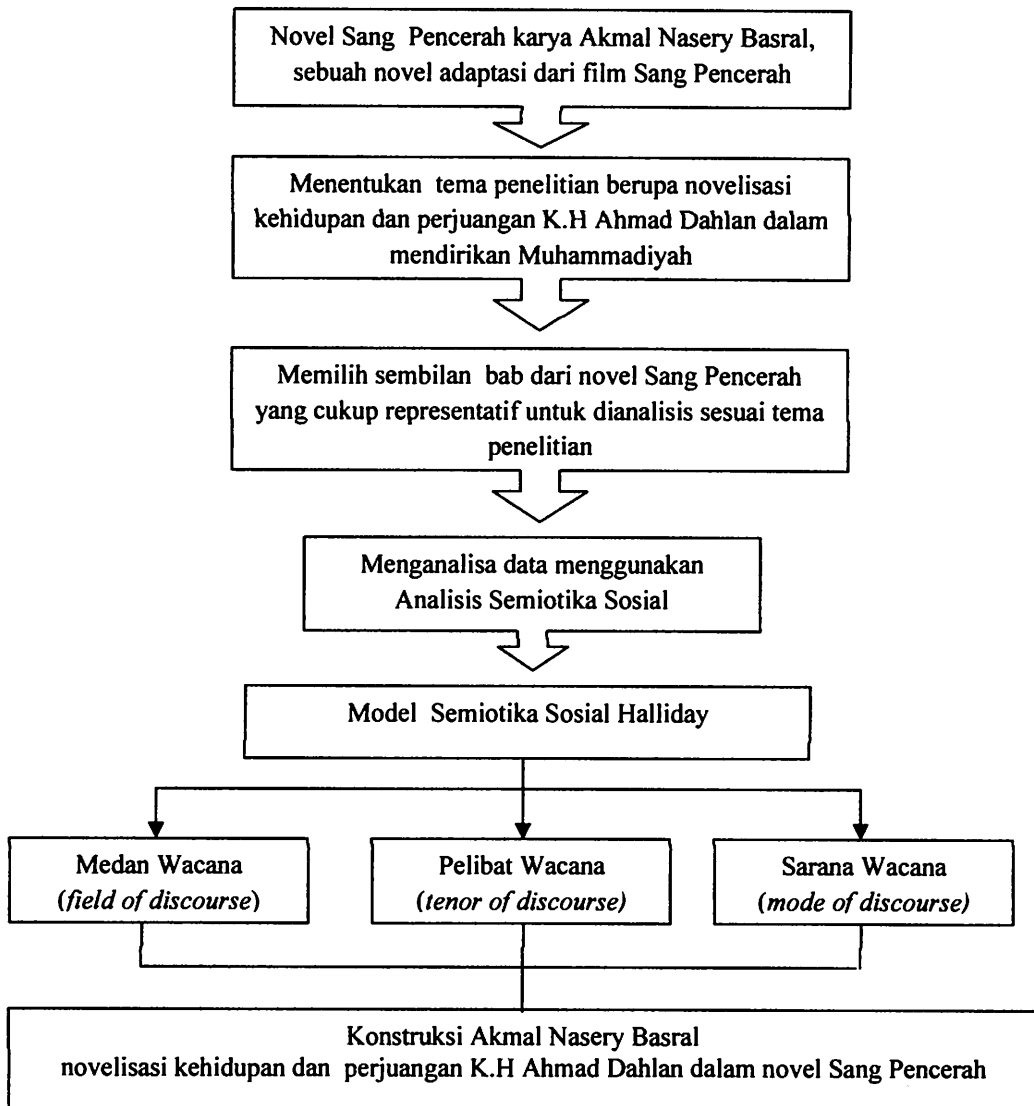 Novel Sang Pencerah karya Akmal Nasery Basral,
sebuah novel adaptasi dari film Sang Pencerah
Menentukan tema penelitian berupa novelisasi
kehidupan dan perjuangan K.H Ahmad Dahlan dalam
mendirikan Muhammadiyah
Memilih sembilan bab dari novel Sang Pencerah
yang cukup representatif untuk dianalisis sesuai tema
penelitian
Menganalisa data menggunakan
Analisis Semiotika Sosial
Model Semiotika Sosial Halliday
Medan Wacana
(field of discourse)
Pelibat Wacana
(tenor of discourse)
Sarana Wacana
(mode of discourse)
Konstruksi Akmal Nasery Basral
novelisasi kehidupan dan perjuangan K.H Ahmad Dahlan dalam novel Sang Pencerah